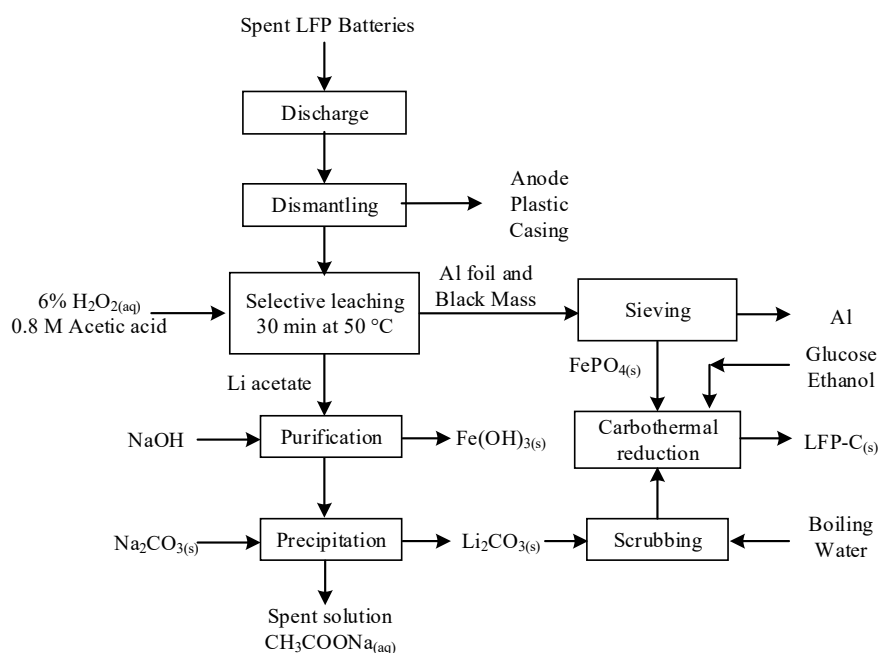 Spent LFP Batteries
Discharge
Dismantling
Anode
Plastic
Casing
6% H₂O₂(aq)
0.8 M Acetic acid
Selective leaching
30 min at 50 °C
Al foil and
Black Mass
Sieving
Al
Li acetate
FePO₄(s)
Glucose
Ethanol
NaOH
Purification
Fe(OH)₃(s)
Carbothermal
reduction
LFP-C(s)
Na₂CO₃(s)
Precipitation
Li₂CO₃(s)
Scrubbing
Boiling
Water
Spent solution
CH₃COONa(aq)